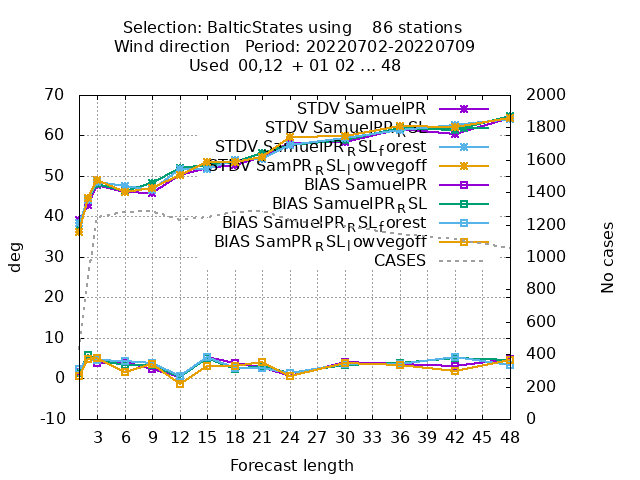 Selection: BalticStates using 86 stations
Wind direction Period: 20220702-20220709
Used 00,12 + 01 02 ... 48
70
60
50
40
30
20
10
0
-10
2000
1800
1600
1400
1200
1000
800
600
400
200
0
STDV SamuelPR
STDV SamuelPR_RSL
STDV SamuelPR_RSL_forest
STDV SamPR_RSL_lowvegoff
BIAS SamuelPR
BIAS SamuelPR_RSL
BIAS SamuelPR_RSL_forest
BIAS SamPR_RSL_lowvegoff
CASES
deg
No cases
3 6 9 12 15 18 21 24 27 30 33 36 39 42 45 48
Forecast length